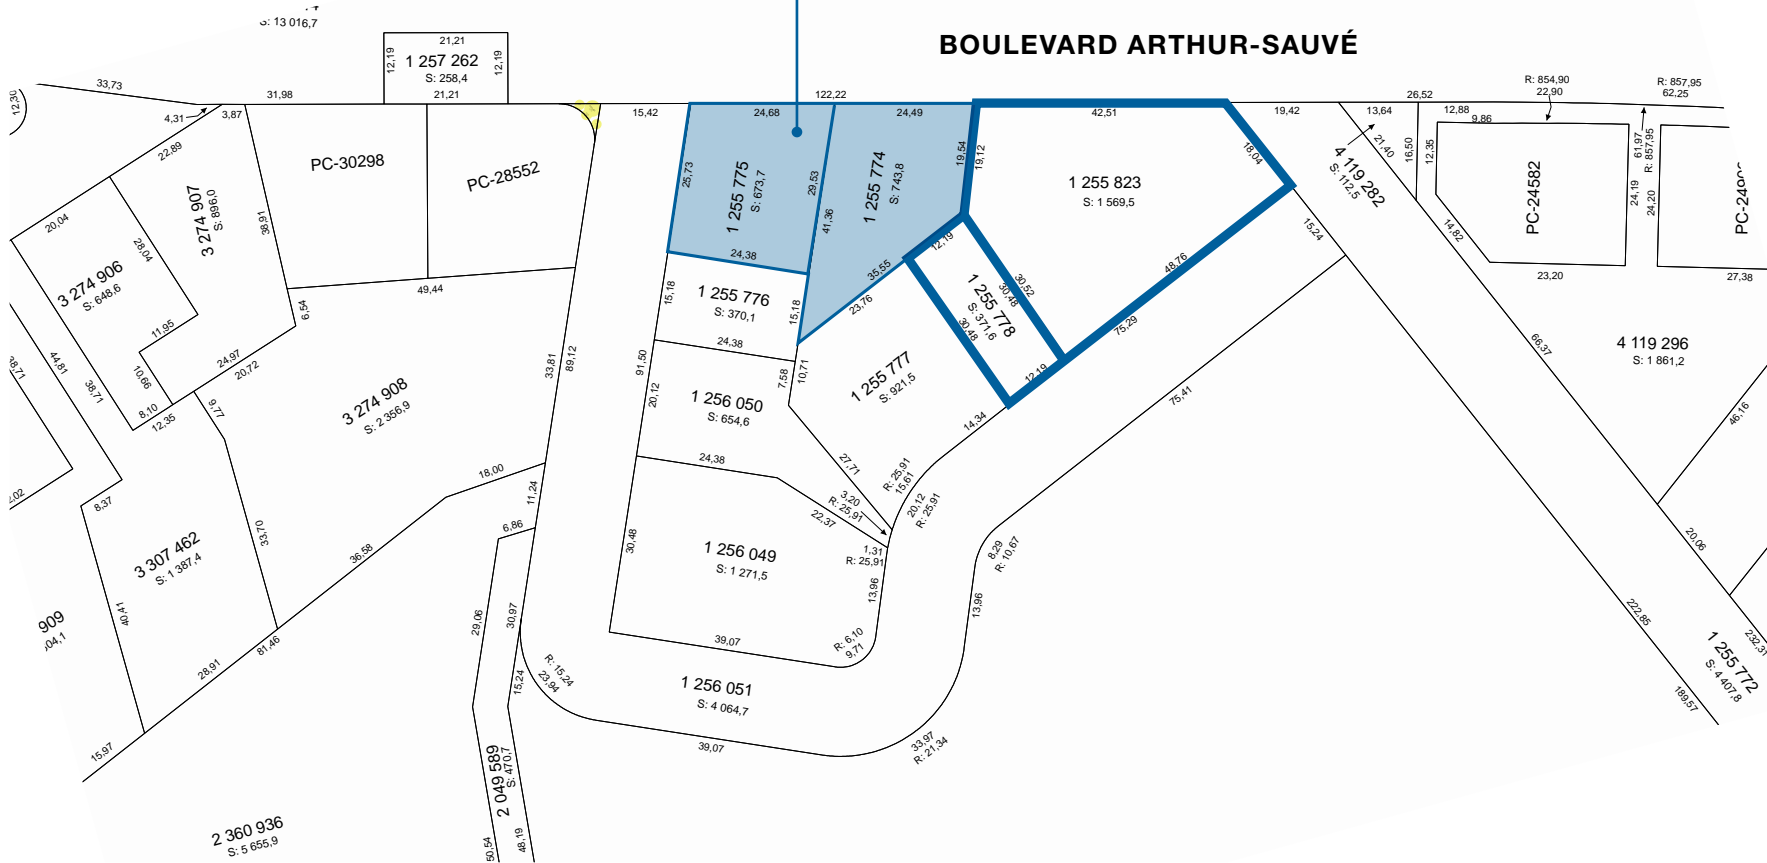 S: 13 016,7
BOULEVARD ARTHUR-SAUVÉ
21,21
12,19
1 257 262
S: 258,4
12,19
21,21
33,73
31,98
12,30
4,31
3,87
22,89
20,04
PC-30298
PC-28552
3 274 907
S: 896,0
38,91
28,04
3 274 906
S: 648,6
11,95
6,54
49,44
24,97
20,72
10,66
8,10
12,35
44,81
38,71
38,71
9,77
3 274 908
S: 2 356,9
33,81
89,12
18,00
11,24
6,86
8,37
3 307 462
S: 1 387,4
33,70
36,58
40,41
28,91
81,46
15,97
909
04,1
2 360 936
S: 5 655,9
29,06
30,97
15,24
2 049 589
S: 470,7
50,54
48,19
R: 15,24
23,94
15,42
122,22
24,68
24,49
25,73
1 255 775
S: 673,7
29,53
41,36
1 255 774
S: 743,8
19,54
19,12
24,38
35,55
12,19
23,76
15,18
1 255 776
S: 370,1
15,18
24,38
91,50
20,12
7,58
10,71
1 256 050
S: 654,6
24,38
27,71
1 255 777
S: 921,5
14,34
30,48
1 255 778
S: 371,6
30,48
30,52
12,19
42,51
1 255 823
S: 1 569,5
18,04
48,76
75,29
75,41
3,20
R: 25,91
22,37
R: 25,91
15,61
20,12
R: 25,91
1,31
R: 25,91
13,96
30,48
1 256 049
S: 1 271,5
39,07
R: 6,10
9,71
1 256 051
S: 4 064,7
39,07
33,97
R: 21,34
13,96
8,29
R: 10,67
19,42
15,24
26,52
13,64
21,40
4 119 282
S: 112,5
16,50
12,88
9,86
12,35
14,82
R: 854,90
22,90
PC-24582
23,20
24,19
61,97
R: 857,95
24,20
R: 857,95
62,25
27,38
4 119 296
S: 1 861,2
66,37
46,16
20,06
222,85
189,57
232,31
1 255 772
S: 4 407,8